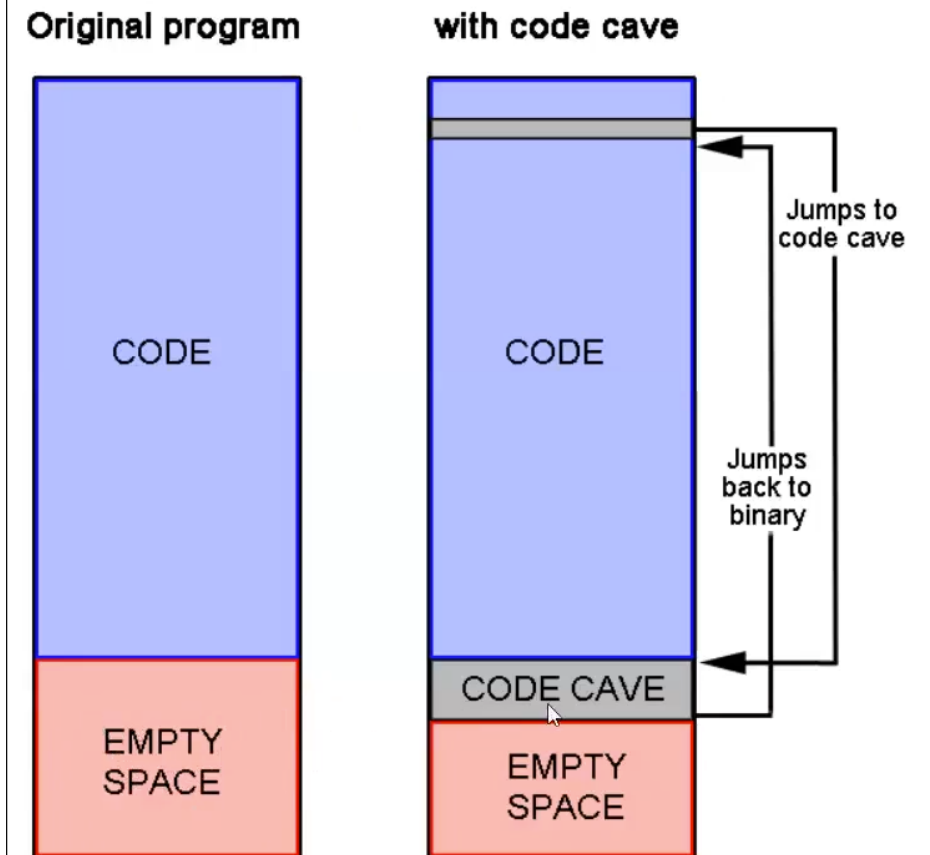 Original program
with code cave
Jumps to
code cave
CODE
CODE
Jumps
back to
binary
CODE CAVE
EMPTY
SPACE
EMPTY
SPACE